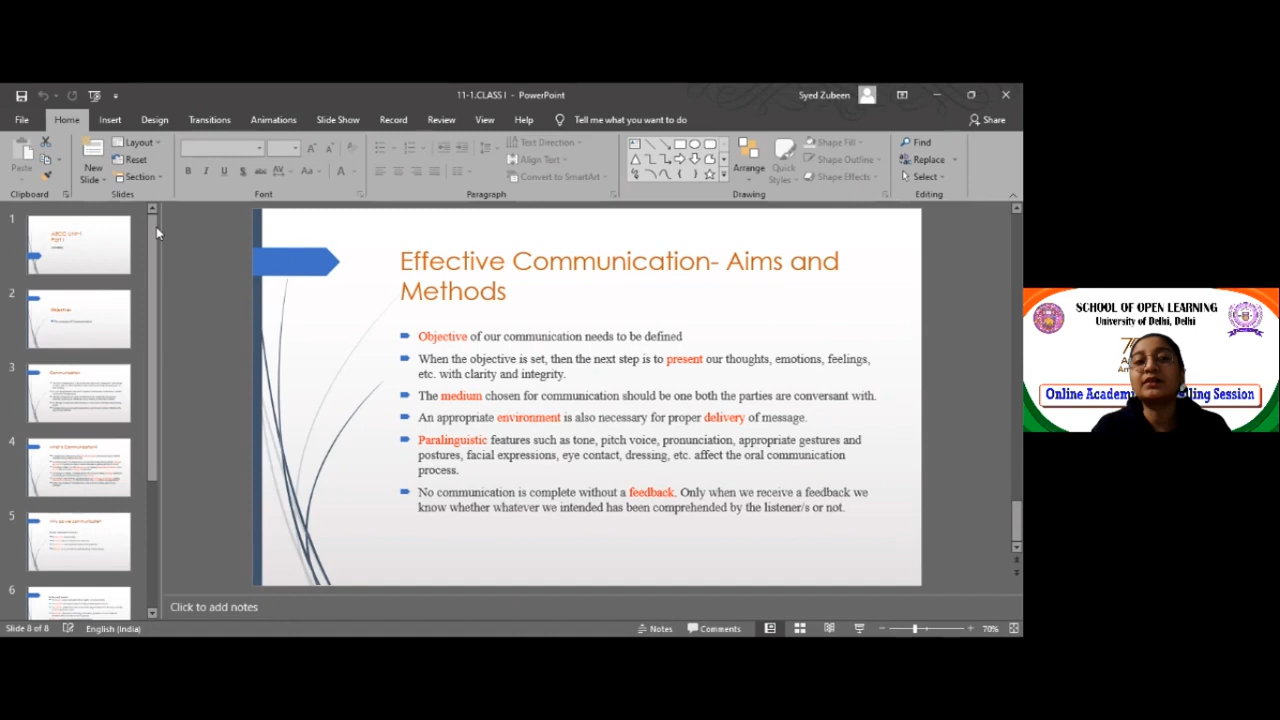 11-1.CLASS I - PowerPoint
Syed Zubeen
File Home Insert Design Transitions Animations Slide Show Record Review View Help Tell me what you want to do Share
Paste
Clipboard
New
Slide
Layout
Reset
Section
Slides
Font
Text Direction
Align Text
Convert to SmartArt
Paragraph
Arrange
Quick
Styles
Shape Fill
Shape Outline
Shape Effects
Drawing
Find
Replace
Select
Editing
1
2
3
4
5
6
Effective Communication- Aims and
Methods
Objective of our communication needs to be defined
When the objective is set, then the next step is to present our thoughts, emotions, feelings,
etc. with clarity and integrity.
The medium chosen for communication should be one both the parties are conversant with.
An appropriate environment is also necessary for proper delivery of message.
Paralinguistic features such as tone, pitch voice, pronunciation, appropriate gestures and
postures, facial expressions, eye contact, dressing, etc. affect the oral communication
process.
No communication is complete without a feedback. Only when we receive a feedback we
know whether whatever we intended has been comprehended by the listener/s or not.
Click to add notes
Slide 8 of 8 English (India) Notes Comments 70%
SCHOOL OF OPEN LEARNING
University of Delhi, Delhi
Online Academ ling Session